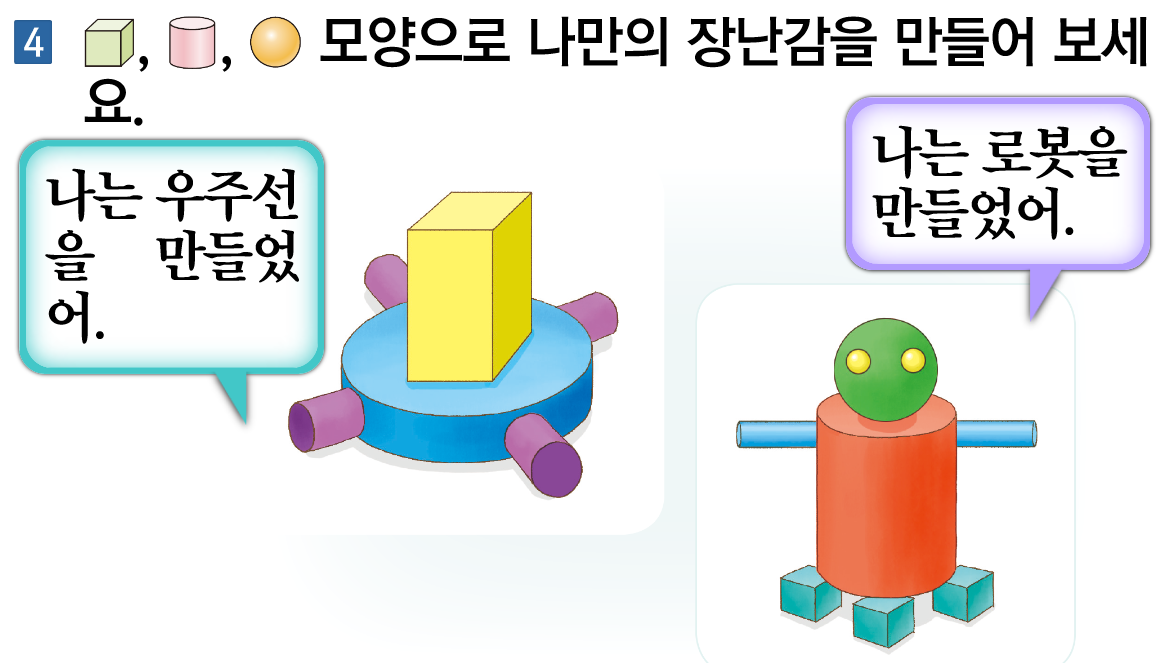 4 , , 모양으로 나만의 장난감을 만들어 보세
요.
나는 우주선
을 만들었
어.
나는 로봇을
만들었어.